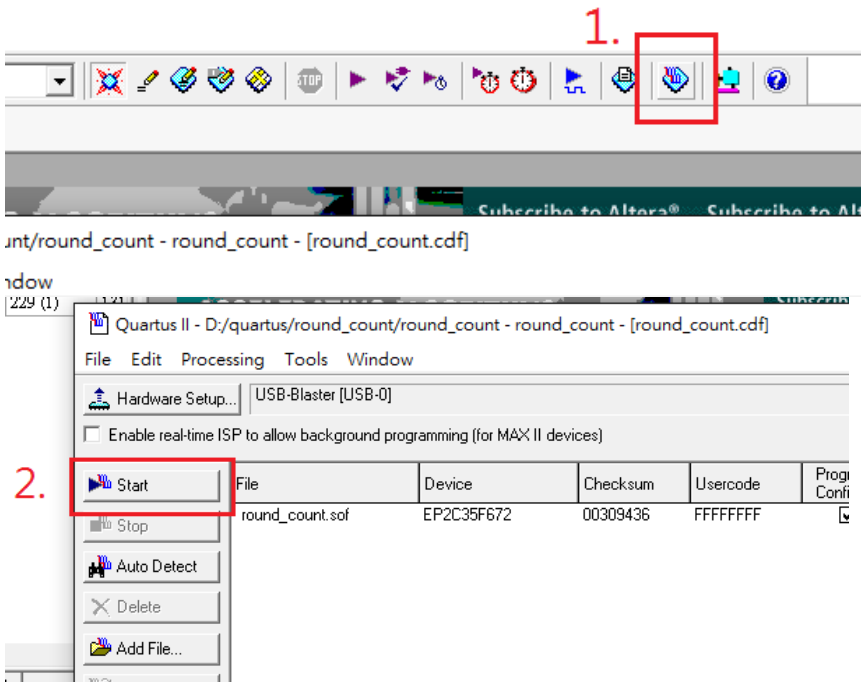 1.
STOP
Subscribe to Altera® Subscribe to Alt
unt/round_count - round_count - [round_count.cdf]
ndow
229 (1)
Quartus II - D:/quartus/round_count/round_count - round_count - [round_count.cdf]
File Edit Processing Tools Window
Hardware Setup... USB-Blaster [USB-0]
Enable real-time ISP to allow background programming (for MAX II devices)
2.
Start
File Device Checksum Usercode Progr
Confi
round_count.sof EP2C35F672 00309436 FFFFFFFF
Stop
Auto Detect
Delete
Add File...